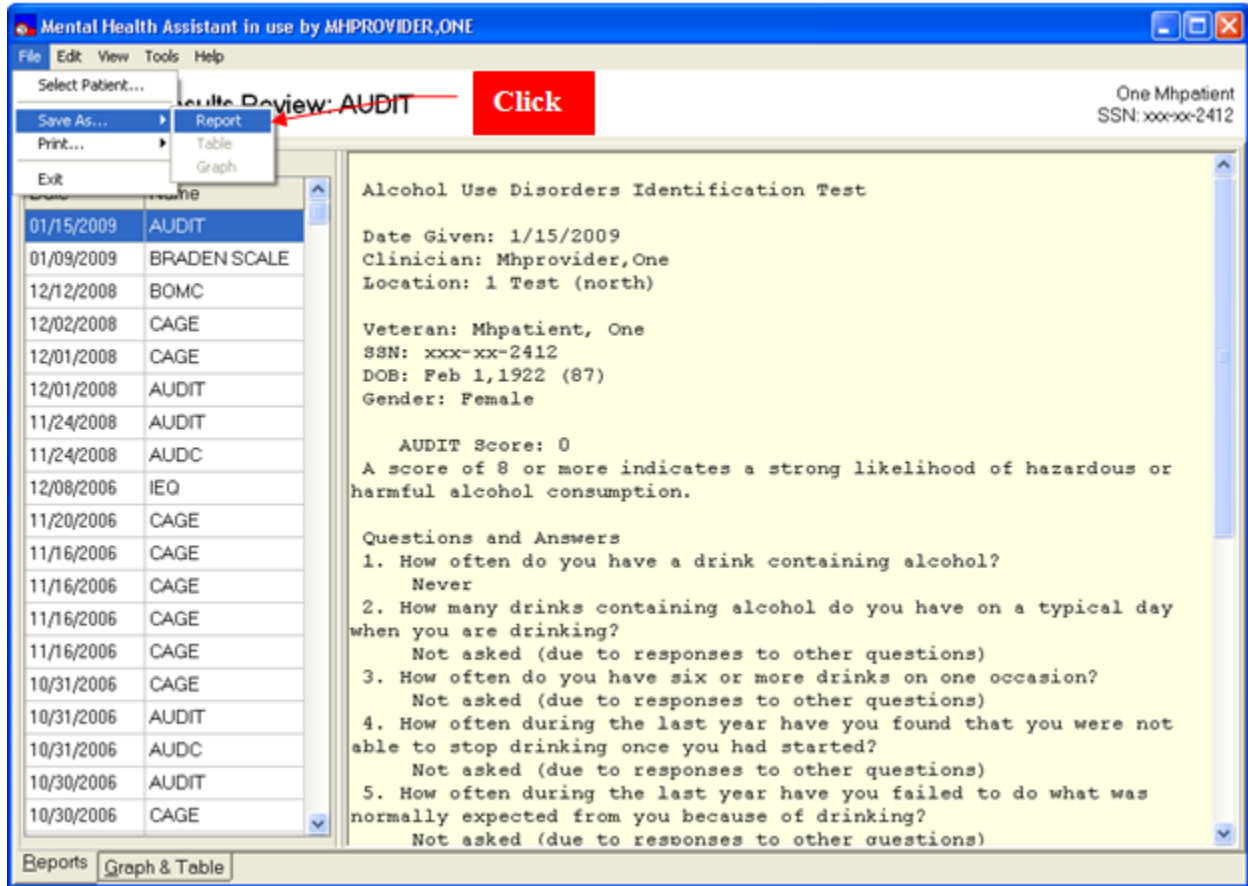 Mental Health Assistant in use by MHPROVIDER,ONE
File Edit View Tools Help
Select Patient...
Save As...
Print...
Exit
Report
Table
Graph
Results Review: AUDIT
Click
One Mhpatient
SSN: xxx-xx-2412
Date Name
01/15/2009 AUDIT
01/09/2009 BRADEN SCALE
12/12/2008 BOMC
12/02/2008 CAGE
12/01/2008 CAGE
12/01/2008 AUDIT
11/24/2008 AUDIT
11/24/2008 AUDC
12/08/2006 IEQ
11/20/2006 CAGE
11/16/2006 CAGE
11/16/2006 CAGE
11/16/2006 CAGE
11/16/2006 CAGE
10/31/2006 CAGE
10/31/2006 AUDIT
10/31/2006 AUDC
10/30/2006 AUDIT
10/30/2006 CAGE
Alcohol Use Disorders Identification Test
Date Given: 1/15/2009
Clinician: Mhprovider,One
Location: 1 Test (north)
Veteran: Mhpatient, One
SSN: xxx-xx-2412
DOB: Feb 1,1922 (87)
Gender: Female
AUDIT Score: 0
A score of 8 or more indicates a strong likelihood of hazardous or
harmful alcohol consumption.
Questions and Answers
1. How often do you have a drink containing alcohol?
Never
2. How many drinks containing alcohol do you have on a typical day
when you are drinking?
Not asked (due to responses to other questions)
3. How often do you have six or more drinks on one occasion?
Not asked (due to responses to other questions)
4. How often during the last year have you found that you were not
able to stop drinking once you had started?
Not asked (due to responses to other questions)
5. How often during the last year have you failed to do what was
normally expected from you because of drinking?
Not asked (due to responses to other questions)
Reports Graph & Table